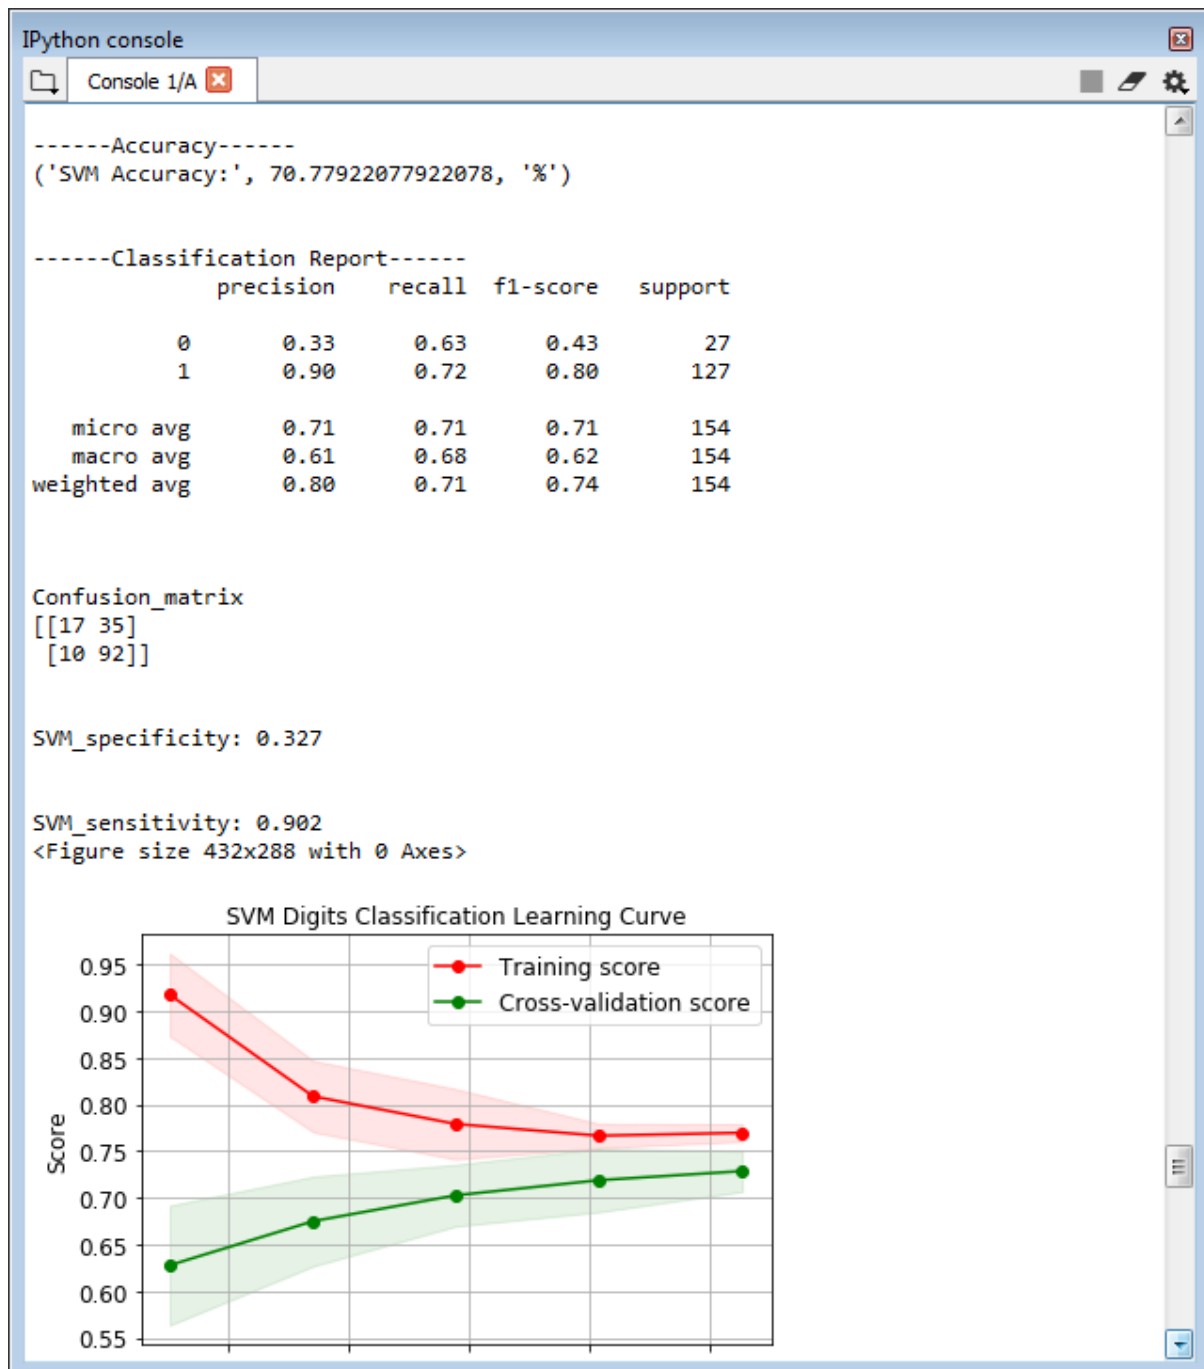 IPython console
Console 1/A
------Accuracy------
('SVM Accuracy:', 70.77922077922078, '%')
------Classification Report------
precision recall f1-score support
0 0.33 0.63 0.43 27
1 0.90 0.72 0.80 127
micro avg 0.71 0.71 0.71 154
macro avg 0.61 0.68 0.62 154
weighted avg 0.80 0.71 0.74 154
Confusion_matrix
[[17 35]
[10 92]]
SVM_specificity: 0.327
SVM_sensitivity: 0.902
<Figure size 432x288 with 0 Axes>
SVM Digits Classification Learning Curve
Training score
Cross-validation score
0.95
0.90
0.85
0.80
0.75
0.70
0.65
0.60
0.55
Score